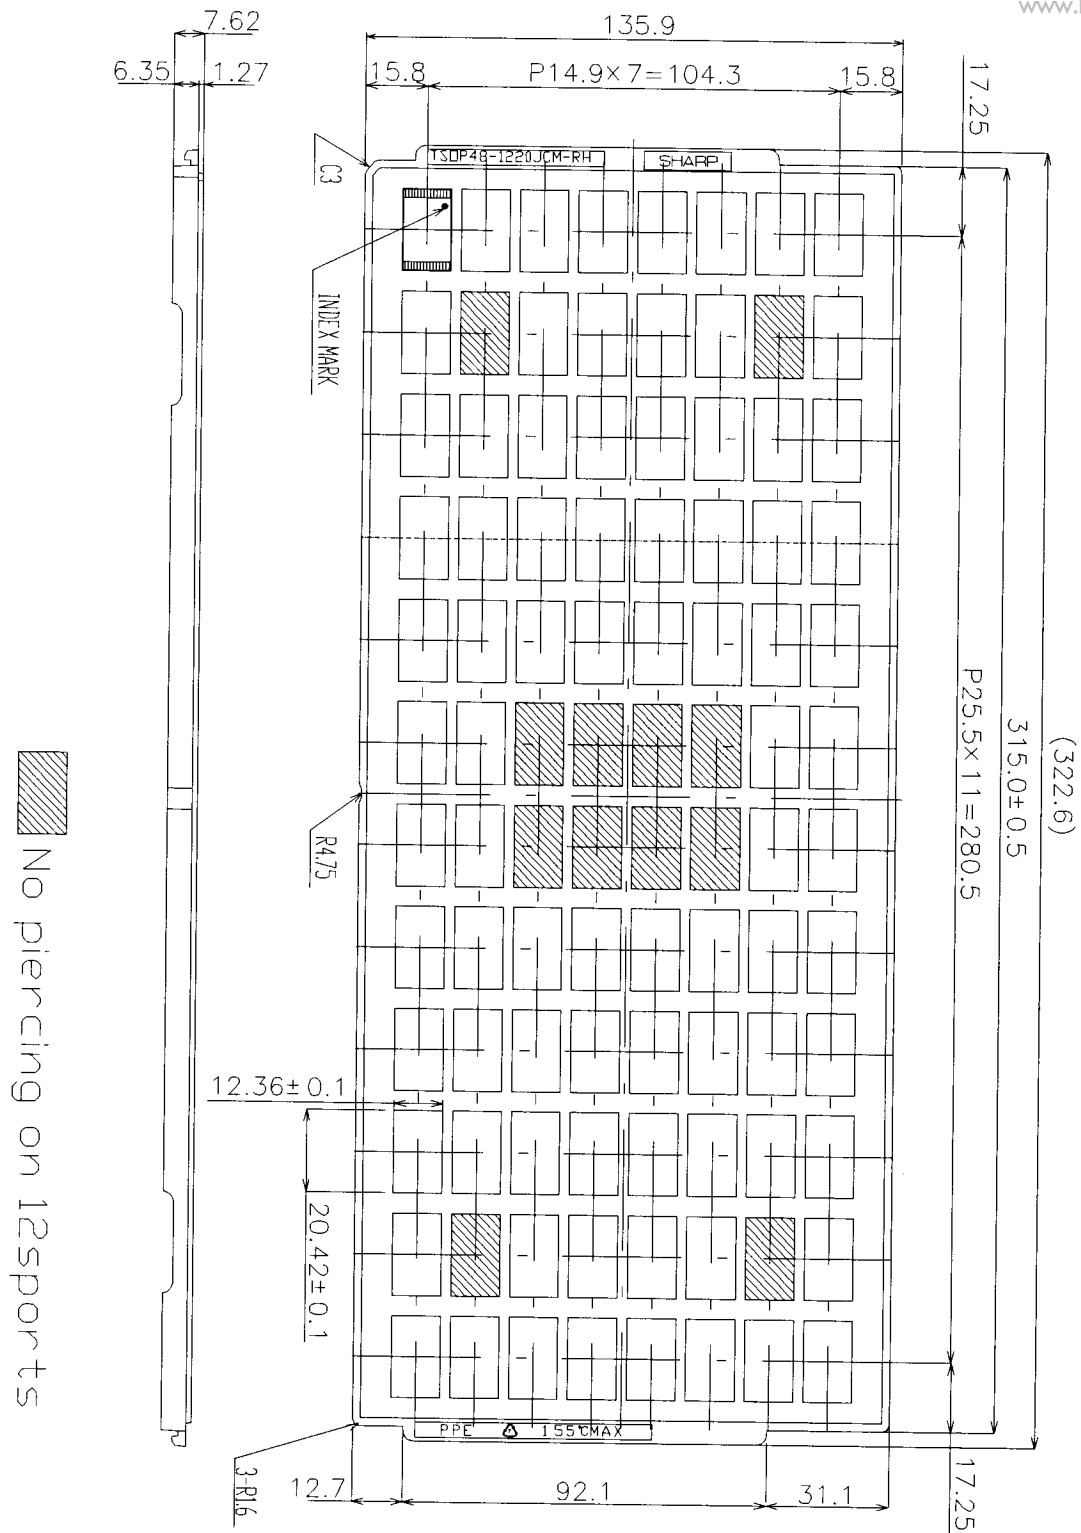 www.
7.62
135.9
6.35
1.27
15.8
P14.9×7=104.3
15.8
17.25
TSOP48-1220JCM-RH
SHARP
C3
INDEX MARK
(322.6)
315.0±0.5
P25.5×11=280.5
R4.75
12.36±0.1
20.42±0.1
PPE
155℃MAX
3-R1.6
12.7
92.1
31.1
17.25
No piercing on 12sports